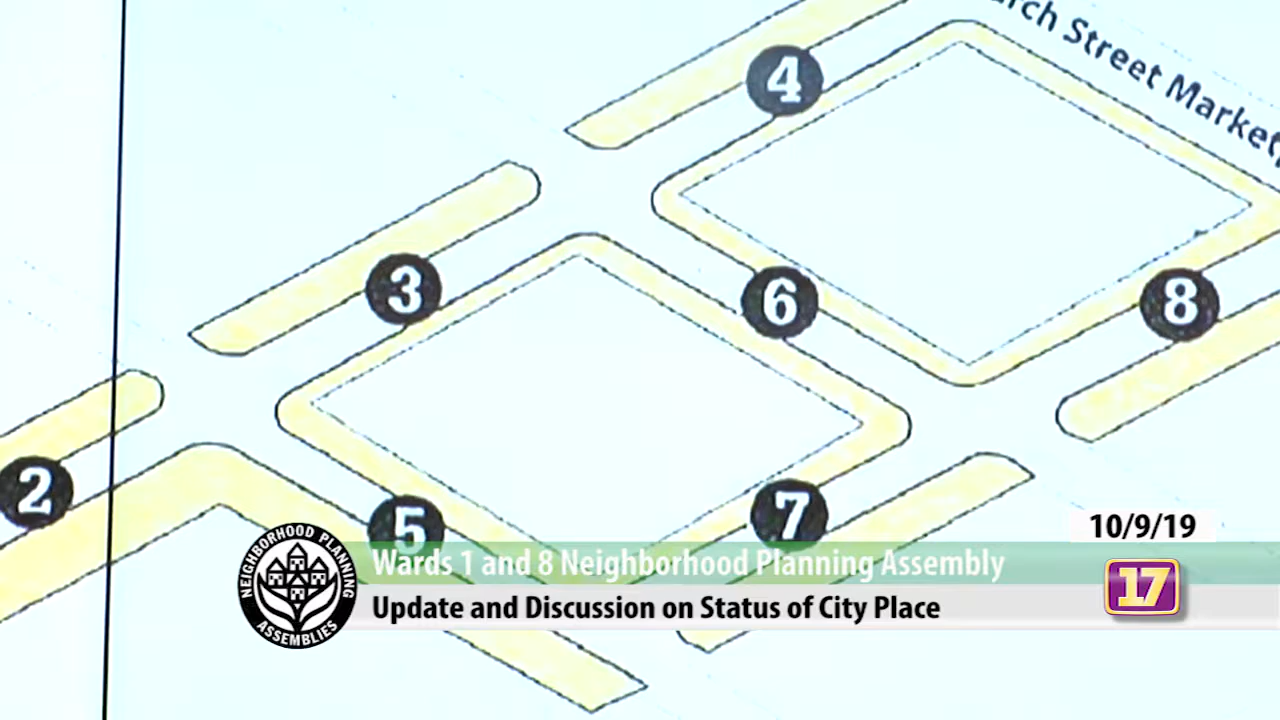 Street Market
4
3
6
8
2
5
7
10/9/19
NEIGHBORHOOD PLANNING
ASSEMBLIES
Wards 1 and 8 Neighborhood Planning Assembly
17
Update and Discussion on Status of City Place